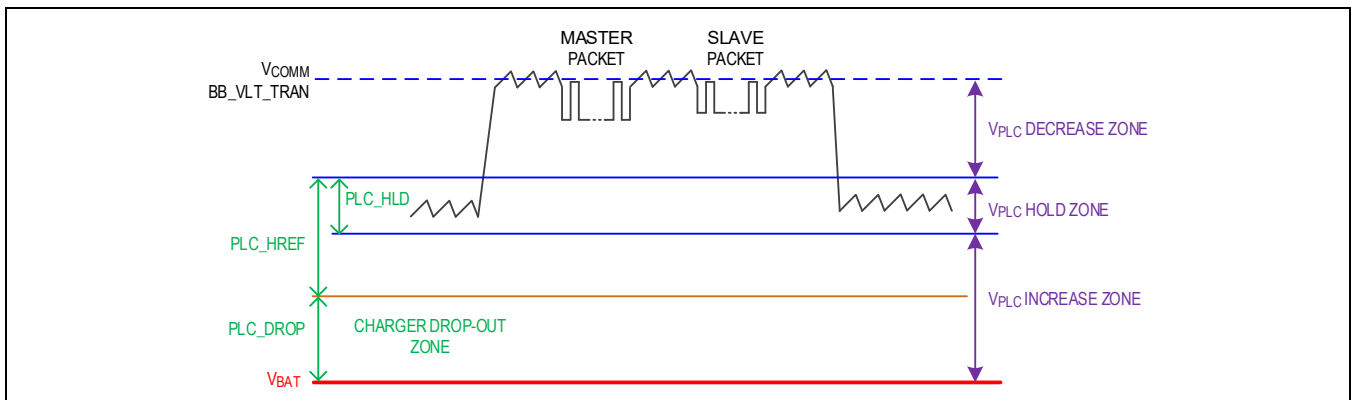 MASTER
PACKET
SLAVE
PACKET
VCOMM
BB_VLT_TRAN
VPLC DECREASE ZONE
PLC_HLD
VPLC HOLD ZONE
PLC_HREF
VPLC INCREASE ZONE
PLC_DROP
CHARGER DROP-OUT
ZONE
VBAT